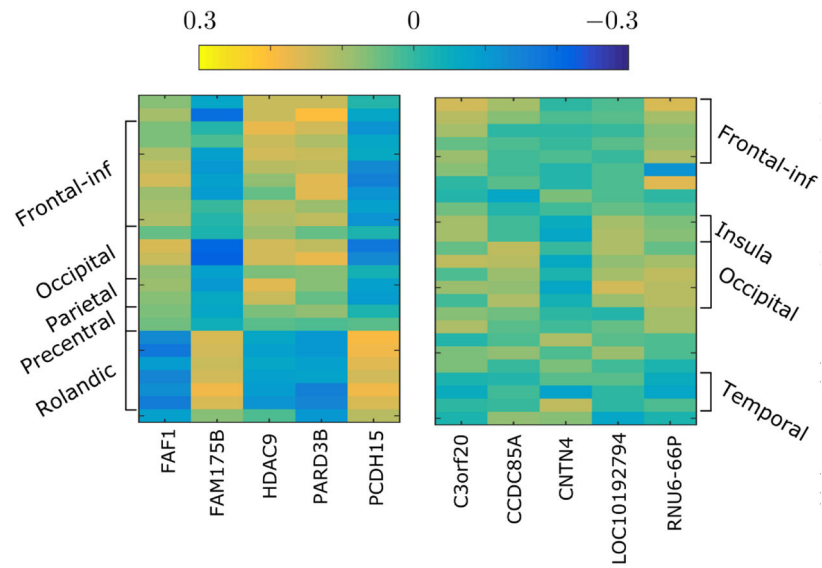 0.3 0 −0.3
Frontal-inf
Occipital
Parietal
Precentral
Rolandic
FAF1
FAM175B
HDAC9
PARD3B
PCDH15
Frontal-inf
Insula
Occipital
Temporal
C3orf20
CCDC85A
CNTN4
LOC10192794
RNU6-66P